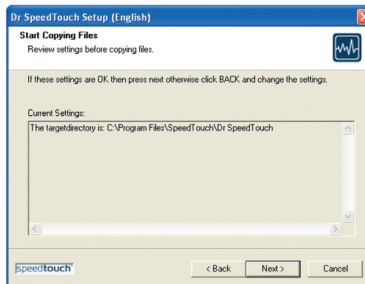 Dr SpeedTouch Setup (English)
Start Copying Files
Review settings before copying files.
If these settings are OK then press next otherwise click BACK and change the settings.
Current Settings:
The targetdirectory is: C:\Program Files\SpeedTouch\Dr SpeedTouch
speedtouch
< Back
Next >
Cancel